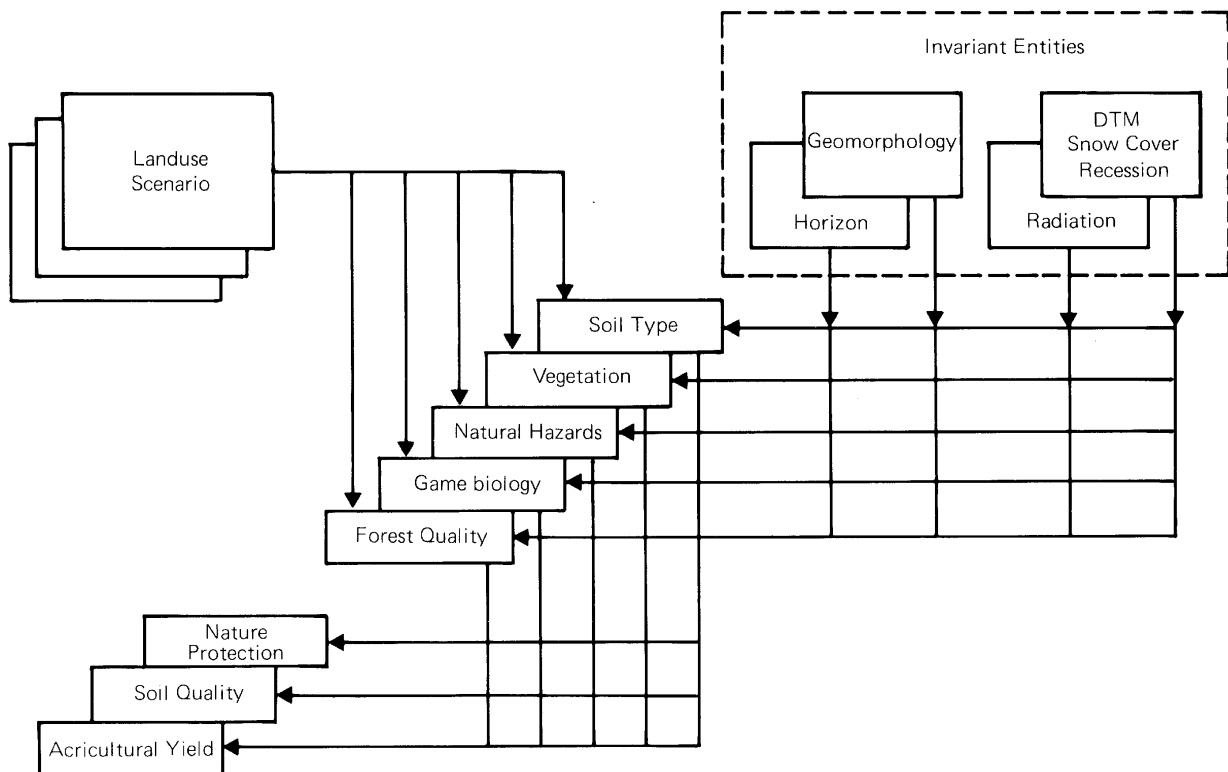 Invariant Entities
Landuse
Scenario
Geomorphology
DTM
Snow Cover
Recession
Horizon
Radiation
Soil Type
Vegetation
Natural Hazards
Game biology
Forest Quality
Nature
Protection
Soil Quality
Acricultural Yield